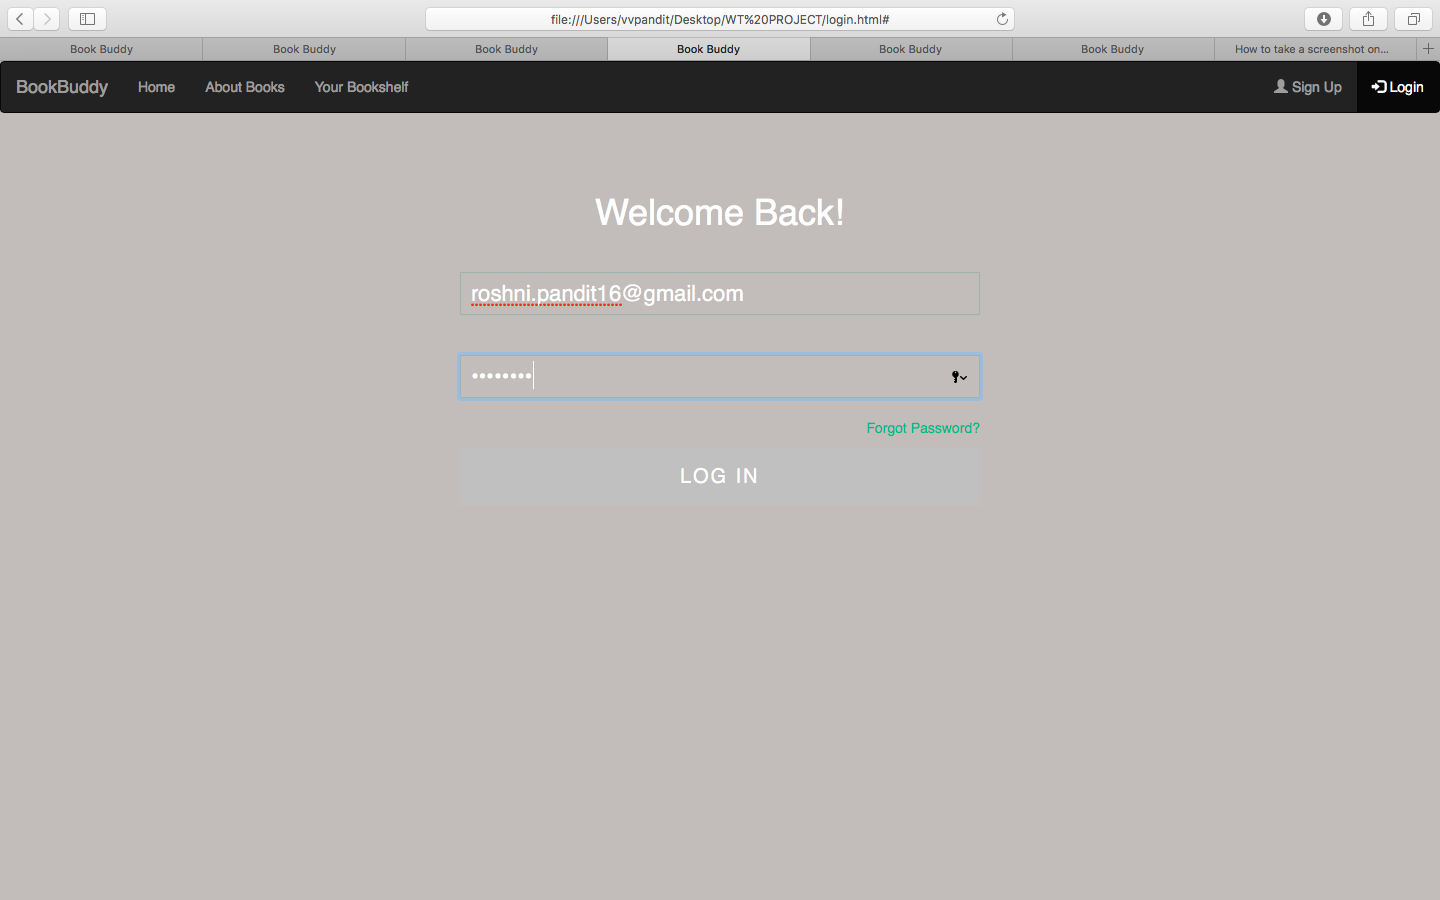 file:///Users/vvpandit/Desktop/WT%20PROJECT/login.html#
Book Buddy Book Buddy Book Buddy Book Buddy Book Buddy Book Buddy How to take a screenshot on...
BookBuddy Home About Books Your Bookshelf Sign Up Login
Welcome Back!
roshni.pandit16@gmail.com
••••••••
Forgot Password?
LOG IN